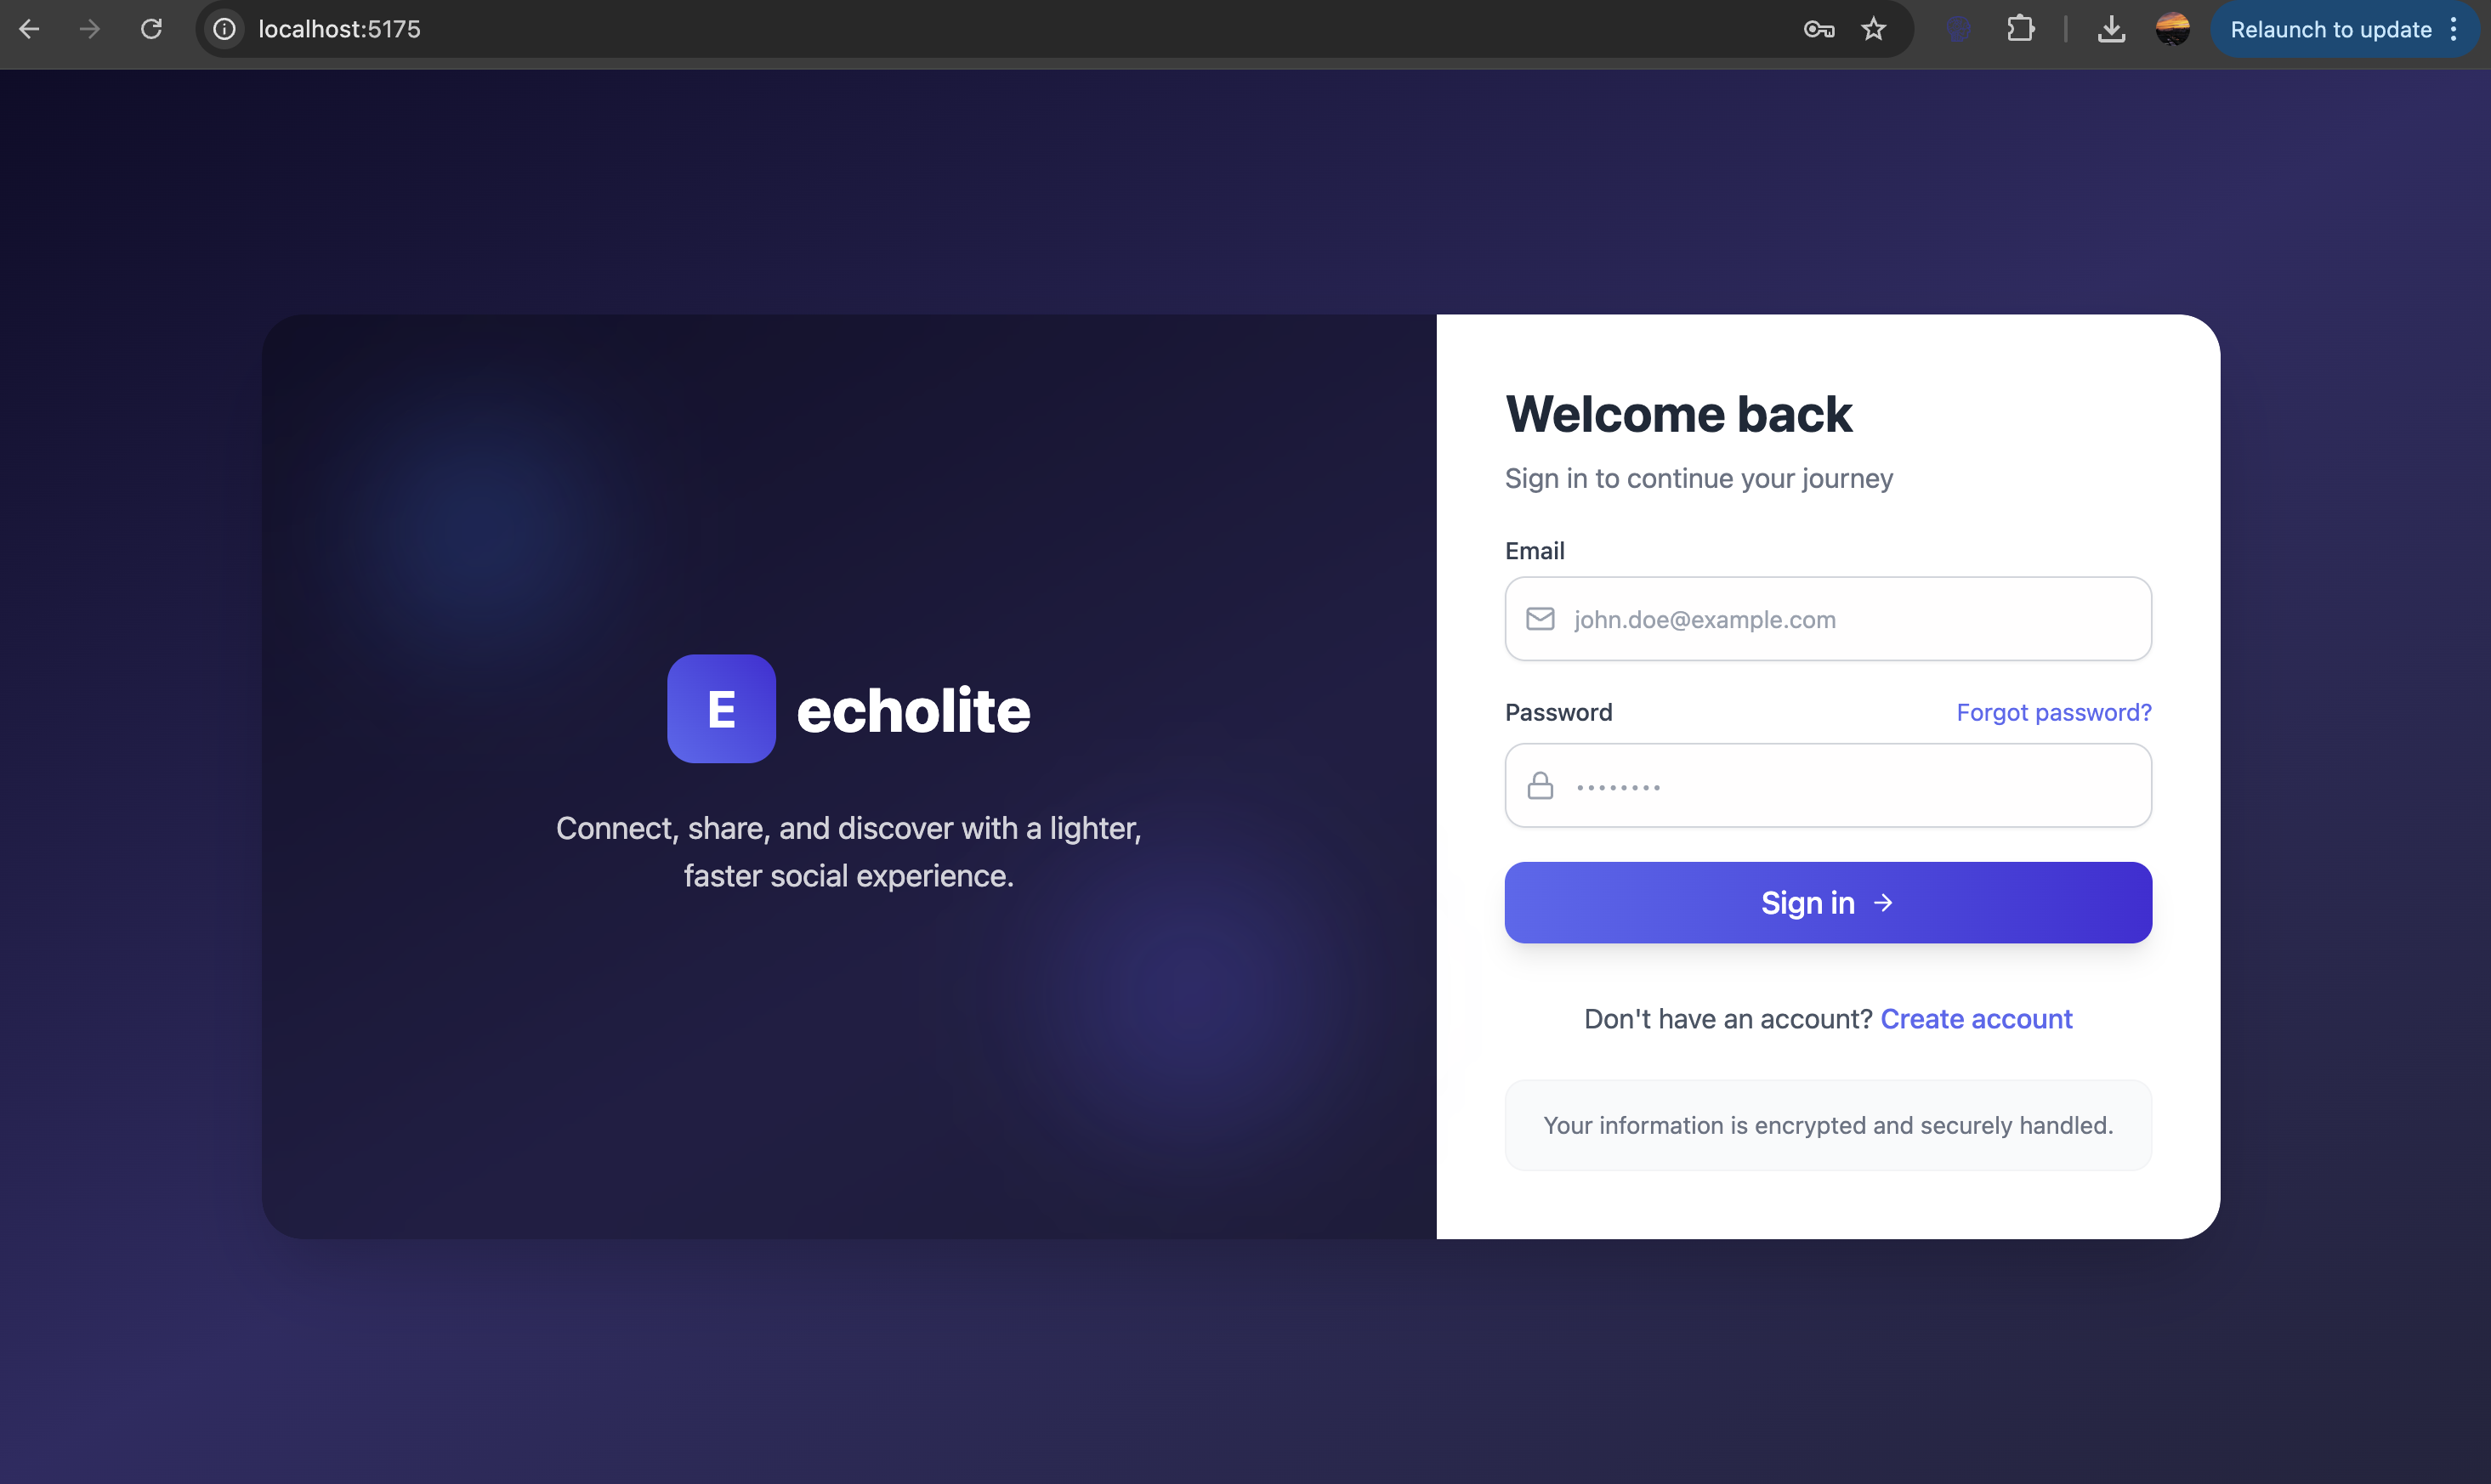 localhost:5175
Relaunch to update
E
echolite
Connect, share, and discover with a lighter,
faster social experience.
Welcome back
Sign in to continue your journey
Email
john.doe@example.com
Password
Forgot password?
••••••••
Sign in →
Don't have an account? Create account
Your information is encrypted and securely handled.